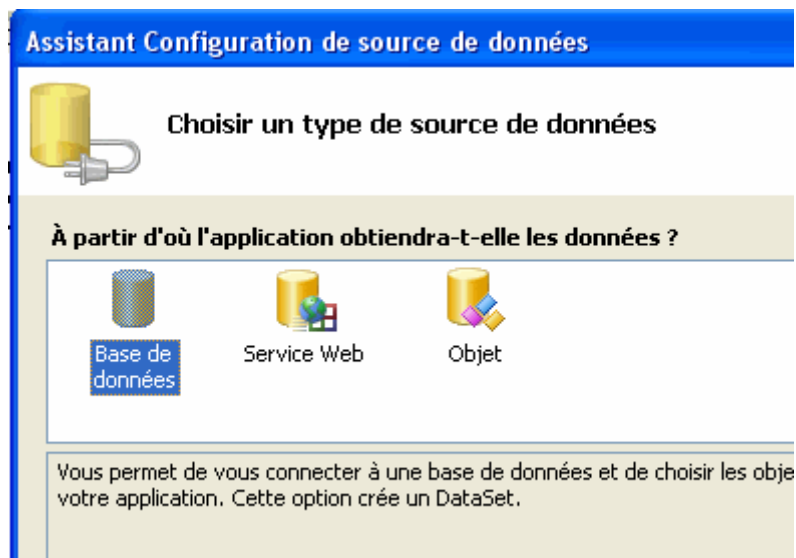 Assistant Configuration de source de données
Choisir un type de source de données
À partir d'où l'application obtiendra-t-elle les données ?
Base de données
Service Web
Objet
Vous permet de vous connecter à une base de données et de choisir les obje
votre application. Cette option crée un DataSet.